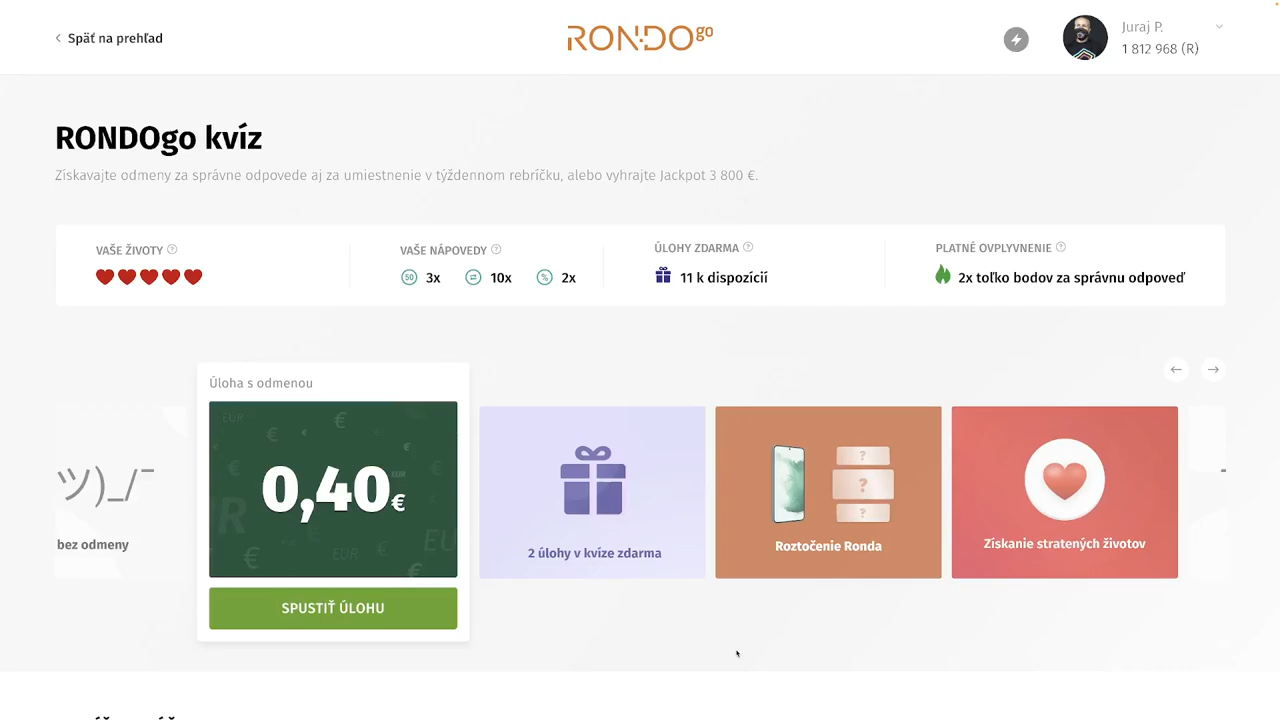 Späť na prehľad
RONDOgo
Juraj P.
1 812 968 (R)
RONDOgo kvíz
Získavajte odmeny za správne odpovede aj za umiestnenie v týždennom rebríčku, alebo vyhrajte Jackpot 3 800 €.
VAŠE ŽIVOTY ?
VAŠE NÁPOVEDY ?
50 3x
10x
% 2x
ÚLOHY ZDARMA ?
11 k dispozícií
PLATNÉ OVPLYVNENIE ?
2x toľko bodov za správnu odpoveď
ツ)_/¯
bez odmeny
Úloha s odmenou
0,40€
EUR
SPUSTIŤ ÚLOHU
2 úlohy v kvíze zdarma
? ? ?
Roztočenie Ronda
Získanie stratených životov